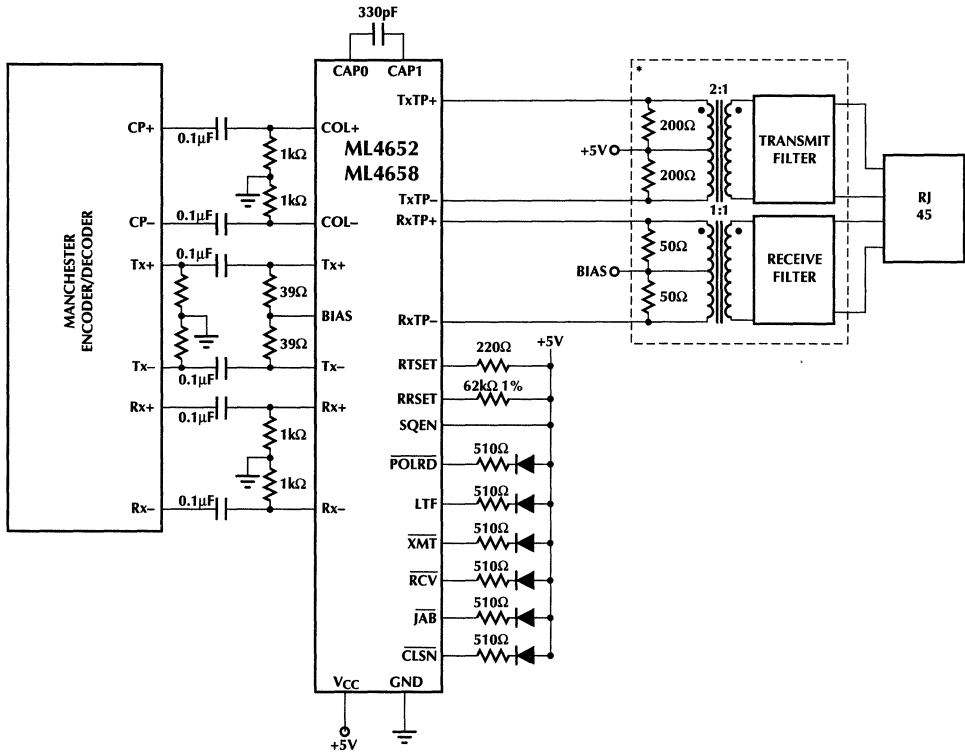 330pF
CAP0 CAP1
MANCHESTER
ENCODER/DECODER
CP+
0.1µF
COL+
1kΩ
1kΩ
CP–
0.1µF
COL–
Tx+
0.1µF
Tx+
39Ω
BIAS
39Ω
Tx–
0.1µF
Tx–
Rx+
0.1µF
Rx+
1kΩ
1kΩ
Rx–
0.1µF
Rx–
ML4652
ML4658
TxTP+
TxTP–
RxTP+
RxTP–
RTSET
RRSET
SQEN
POLRD
LTF
XMT
RCV
JAB
CLSN
VCC GND
+5V
220Ω
62kΩ 1%
+5V
510Ω
510Ω
510Ω
510Ω
510Ω
510Ω
*
2:1
200Ω
+5V
200Ω
TRANSMIT
FILTER
1:1
50Ω
BIAS
50Ω
RECEIVE
FILTER
RJ
45